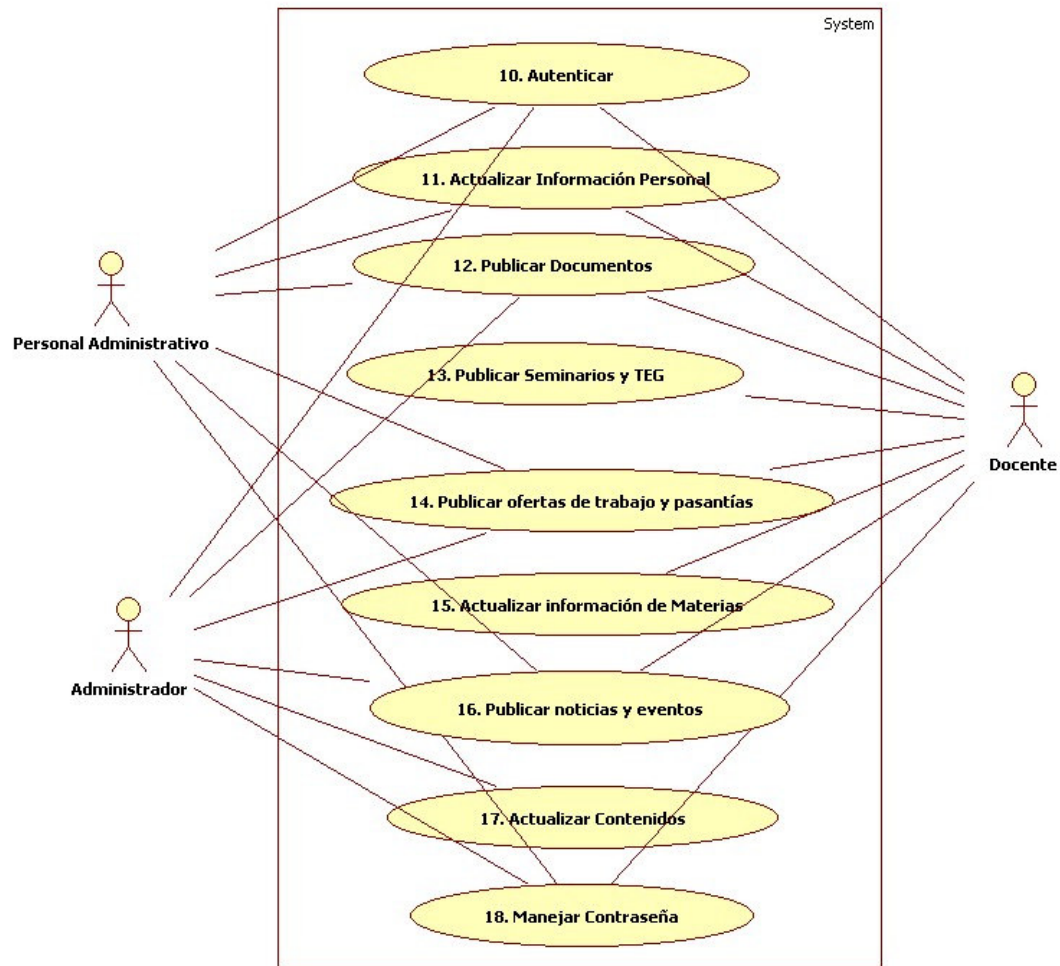 System
10. Autenticar
11. Actualizar Información Personal
12. Publicar Documentos
Personal Administrativo
13. Publicar Seminarios y TEG
Docente
14. Publicar ofertas de trabajo y pasantías
15. Actualizar información de Materias
Administrador
16. Publicar noticias y eventos
17. Actualizar Contenidos
18. Manejar Contraseña